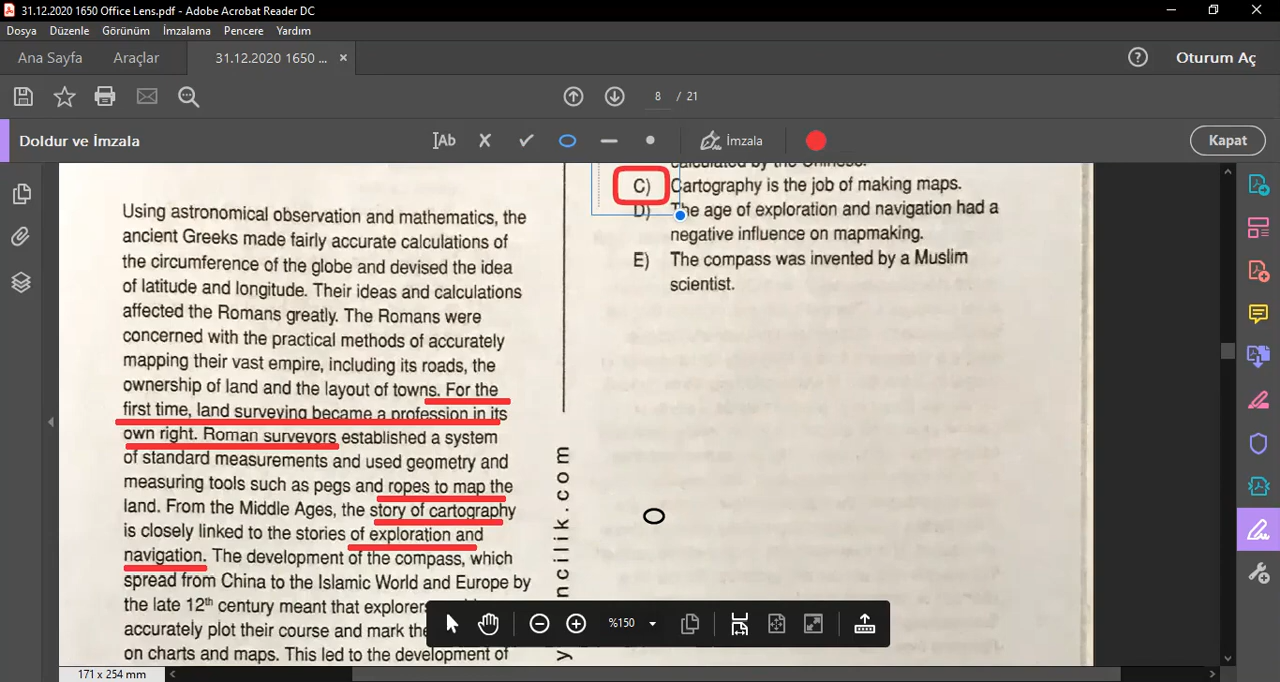 31.12.2020 1650 Office Lens.pdf - Adobe Acrobat Reader DC
Dosya Düzenle Görünüm İmzalama Pencere Yardım
Ana Sayfa Araçlar 31.12.2020 1650 ... × Oturum Aç
8 / 21
Doldur ve İmzala IAb İmzala Kapat
Using astronomical observation and mathematics, the
ancient Greeks made fairly accurate calculations of
the circumference of the globe and devised the idea
of latitude and longitude. Their ideas and calculations
affected the Romans greatly. The Romans were
concerned with the practical methods of accurately
mapping their vast empire, including its roads, the
ownership of land and the layout of towns. For the
first time, land surveying became a profession in its
own right. Roman surveyors established a system
of standard measurements and used geometry and
measuring tools such as pegs and ropes to map the
land. From the Middle Ages, the story of cartography
is closely linked to the stories of exploration and
navigation. The development of the compass, which
spread from China to the Islamic World and Europe by
the late 12th century meant that explorers
accurately plot their course and mark the
on charts and maps. This led to the development of
calculated by the Chinese.
C) Cartography is the job of making maps.
D) The age of exploration and navigation had a
negative influence on mapmaking.
E) The compass was invented by a Muslim
scientist.
ncilik.com
%150
171 x 254 mm